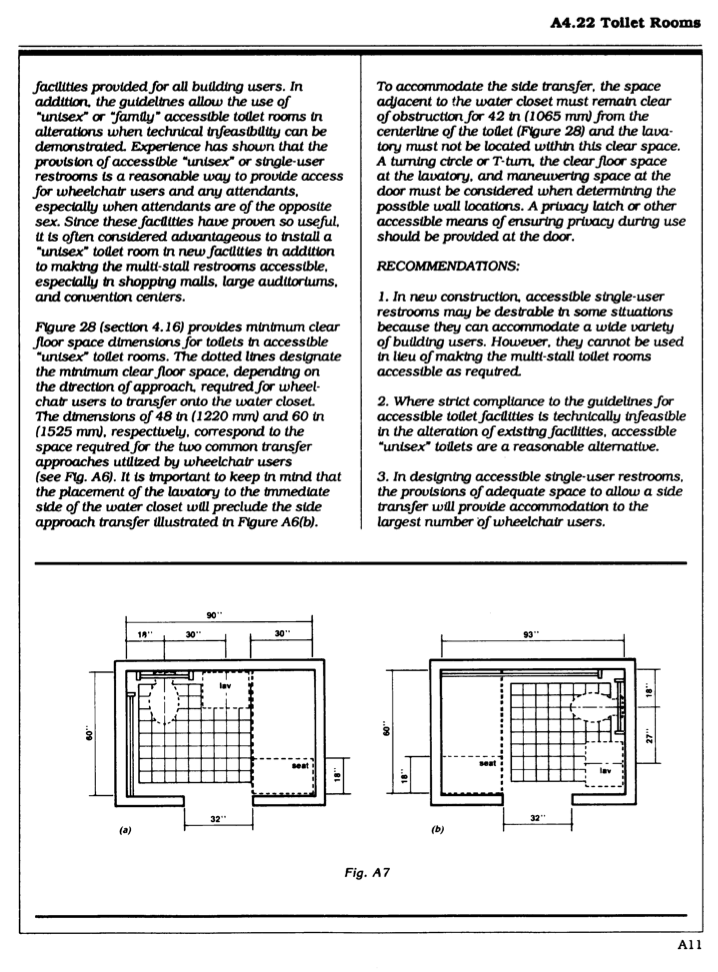 A4.22 Toilet Rooms
facilities provided for all building users. In
addition, the guidelines allow the use of
"unisex" or "family" accessible toilet rooms in
alterations when technical infeasibility can be
demonstrated. Experience has shown that the
provision of accessible "unisex" or single-user
restrooms is a reasonable way to provide access
for wheelchair users and any attendants,
especially when attendants are of the opposite
sex. Since these facilities have proven so useful,
it is often considered advantageous to install a
"unisex" toilet room in new facilities in addition
to making the multi-stall restrooms accessible,
especially in shopping malls, large auditoriums,
and convention centers.
Figure 28 (section 4.16) provides minimum clear
floor space dimensions for toilets in accessible
"unisex" toilet rooms. The dotted lines designate
the minimum clear floor space, depending on
the direction of approach, required for wheel-
chair users to transfer onto the water closet.
The dimensions of 48 in (1220 mm) and 60 in
(1525 mm), respectively, correspond to the
space required for the two common transfer
approaches utilized by wheelchair users
(see Fig. A6). It is important to keep in mind that
the placement of the lavatory to the immediate
side of the water closet will preclude the side
approach transfer illustrated in Figure A6(b).
To accommodate the side transfer, the space
adjacent to the water closet must remain clear
of obstruction for 42 in (1065 mm) from the
centerline of the toilet (Figure 28) and the lava-
tory must not be located within this clear space.
A turning circle or T-turn, the clear floor space
at the lavatory, and maneuvering space at the
door must be considered when determining the
possible wall locations. A privacy latch or other
accessible means of ensuring privacy during use
should be provided at the door.
RECOMMENDATIONS:
1. In new construction, accessible single-user
restrooms may be desirable in some situations
because they can accommodate a wide variety
of building users. However, they cannot be used
in lieu of making the multi-stall toilet rooms
accessible as required.
2. Where strict compliance to the guidelines for
accessible toilet facilities is technically infeasible
in the alteration of existing facilities, accessible
"unisex" toilets are a reasonable alternative.
3. In designing accessible single-user restrooms,
the provisions of adequate space to allow a side
transfer will provide accommodation to the
largest number of wheelchair users.
90''
18'' 30'' 30''
lav
60''
seat
18''
32''
(a)
93''
18''
60''
27''
seat
lav
18''
32''
(b)
Fig. A7
A11